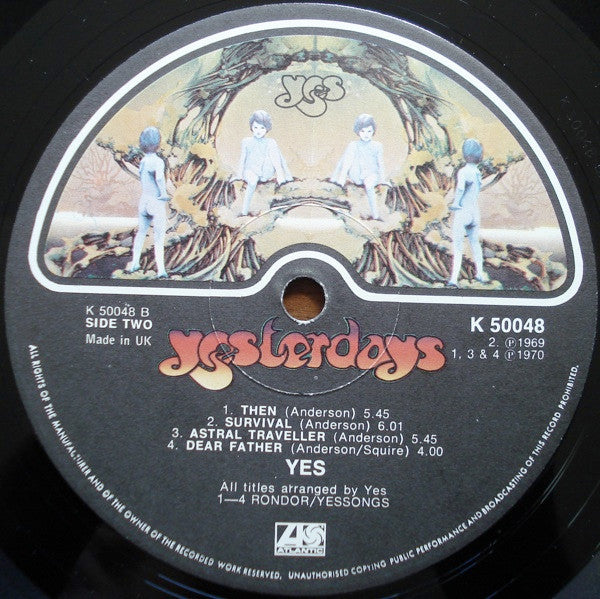 Yes
K 50048 B
SIDE TWO
Made in UK
K 50048
2. ℗1969
1, 3 & 4 ℗1970
Yesterdays
1. THEN (Anderson) 5.45
2. SURVIVAL (Anderson) 6.01
3. ASTRAL TRAVELLER (Anderson) 5.45
4. DEAR FATHER (Anderson/Squire) 4.00
YES
All titles arranged by Yes
1—4 RONDOR/YESSONGS
ATLANTIC
ALL RIGHTS OF THE MANUFACTURER AND OF THE OWNER OF THE RECORDED WORK RESERVED, UNAUTHORISED COPYING PUBLIC PERFORMANCE AND BROADCASTING OF THIS RECORD PROHIBITED.